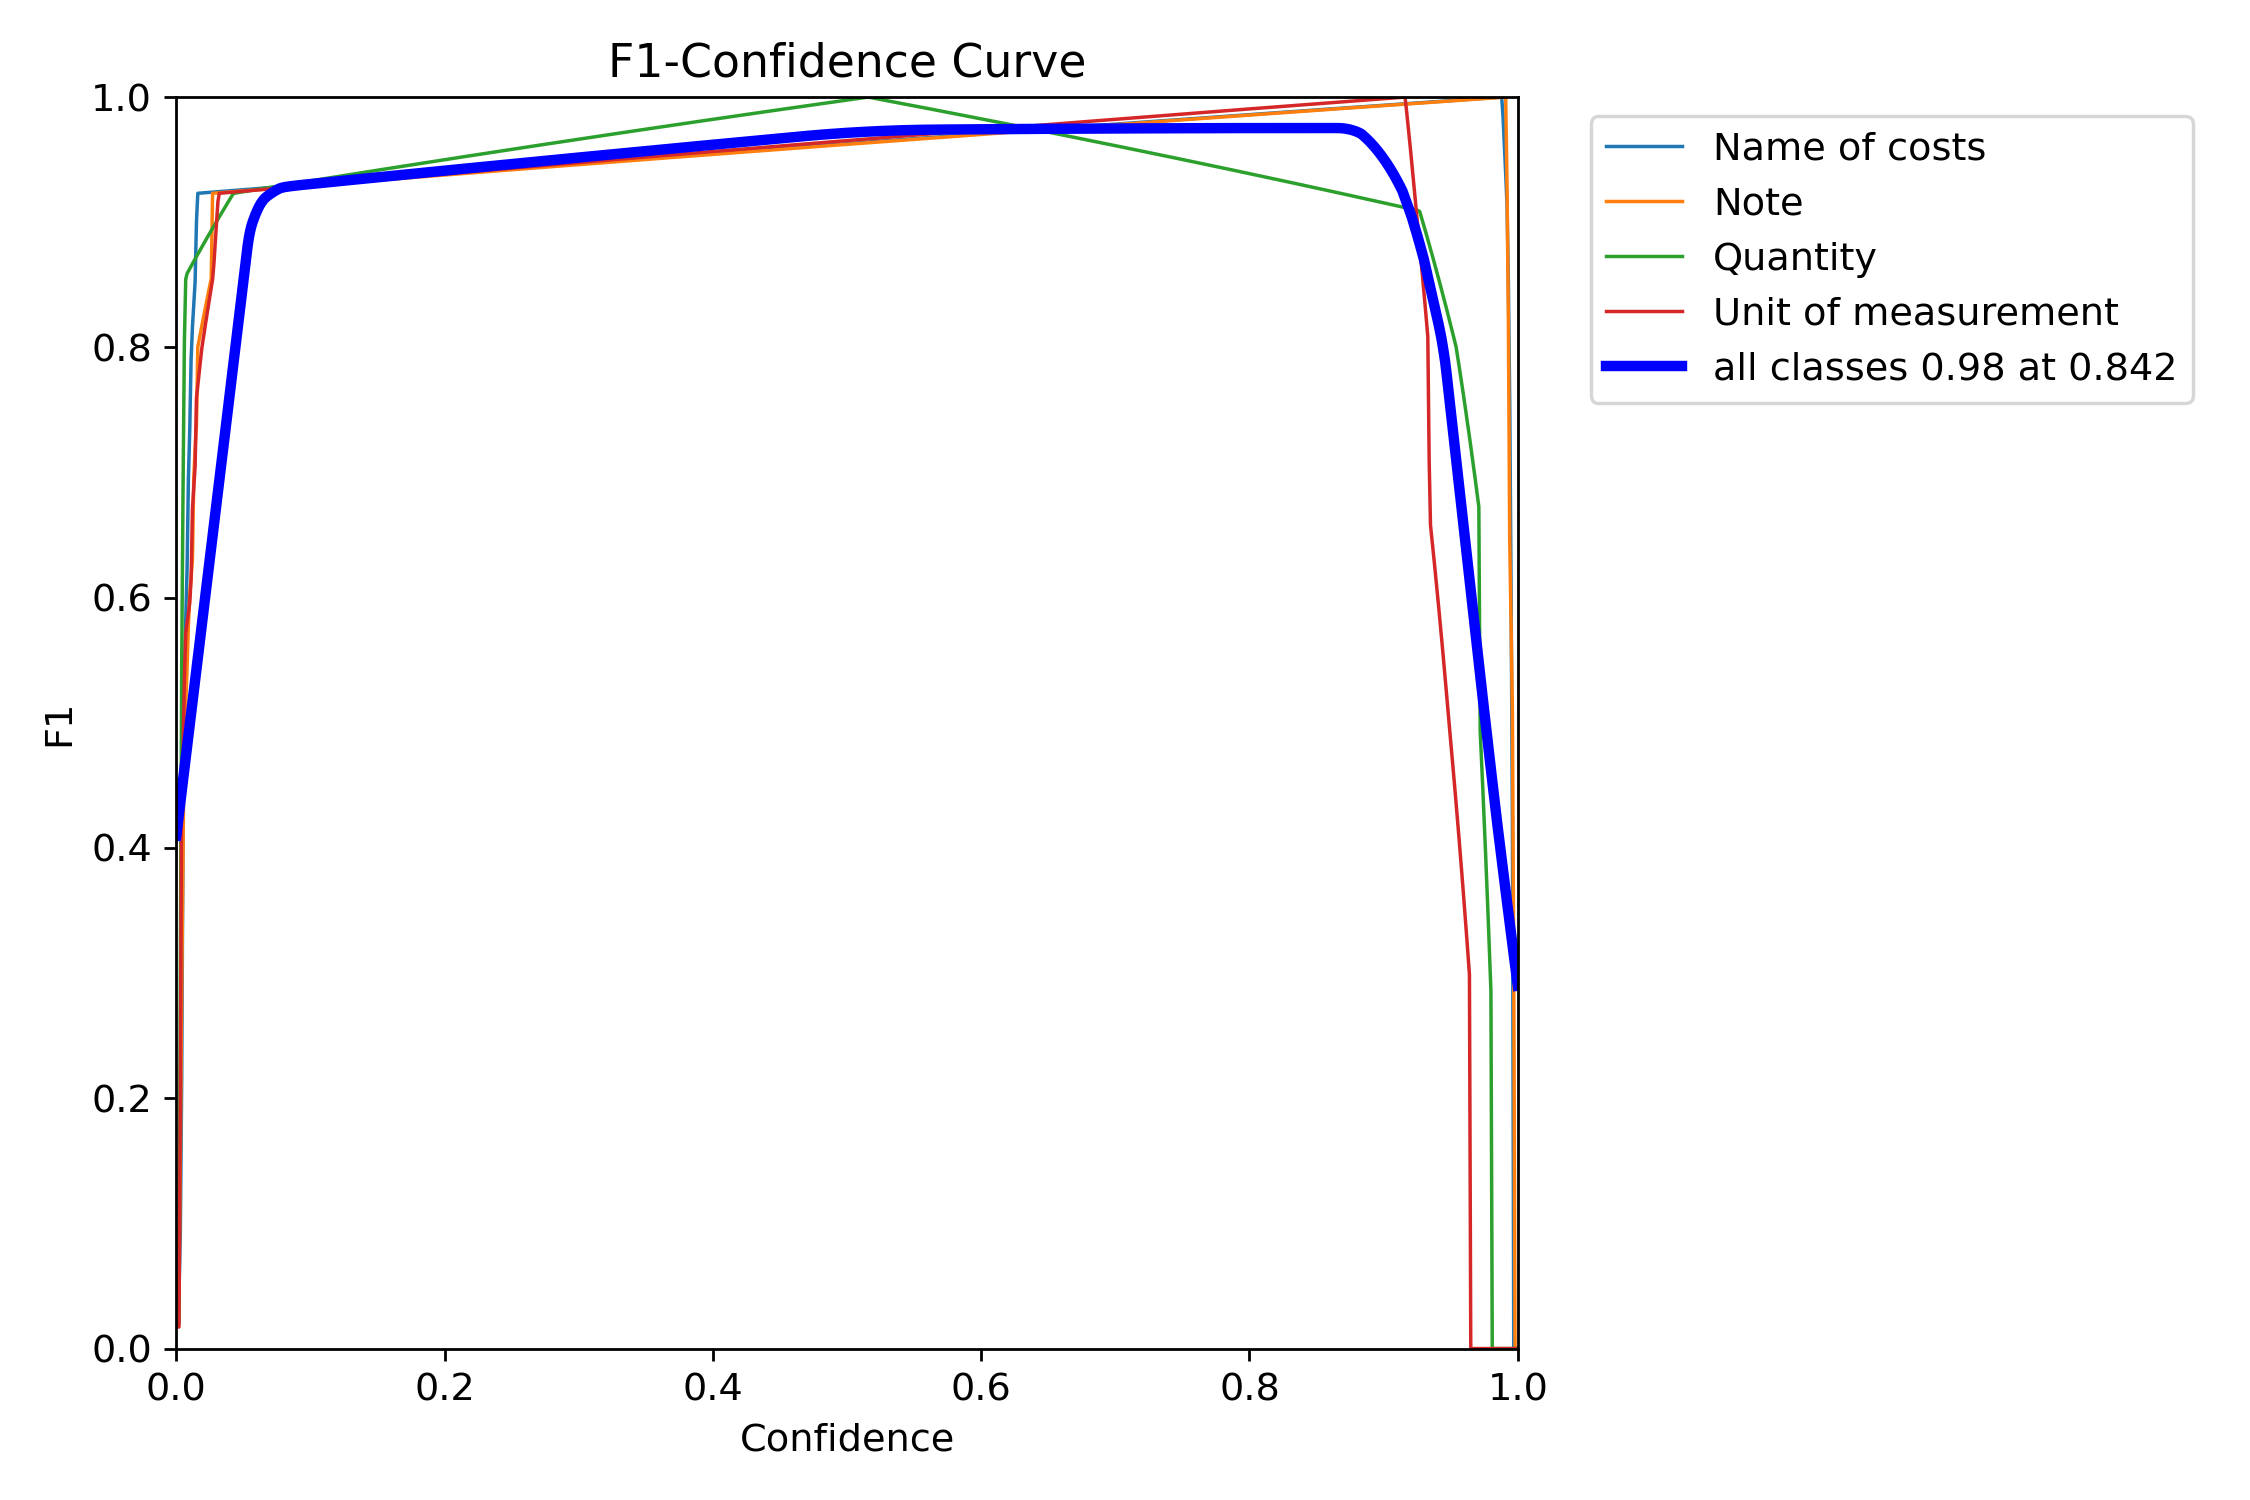 F1-Confidence Curve
1.0
0.8
0.6
0.4
0.2
0.0
F1
0.0 0.2 0.4 0.6 0.8 1.0
Confidence
Name of costs
Note
Quantity
Unit of measurement
all classes 0.98 at 0.842